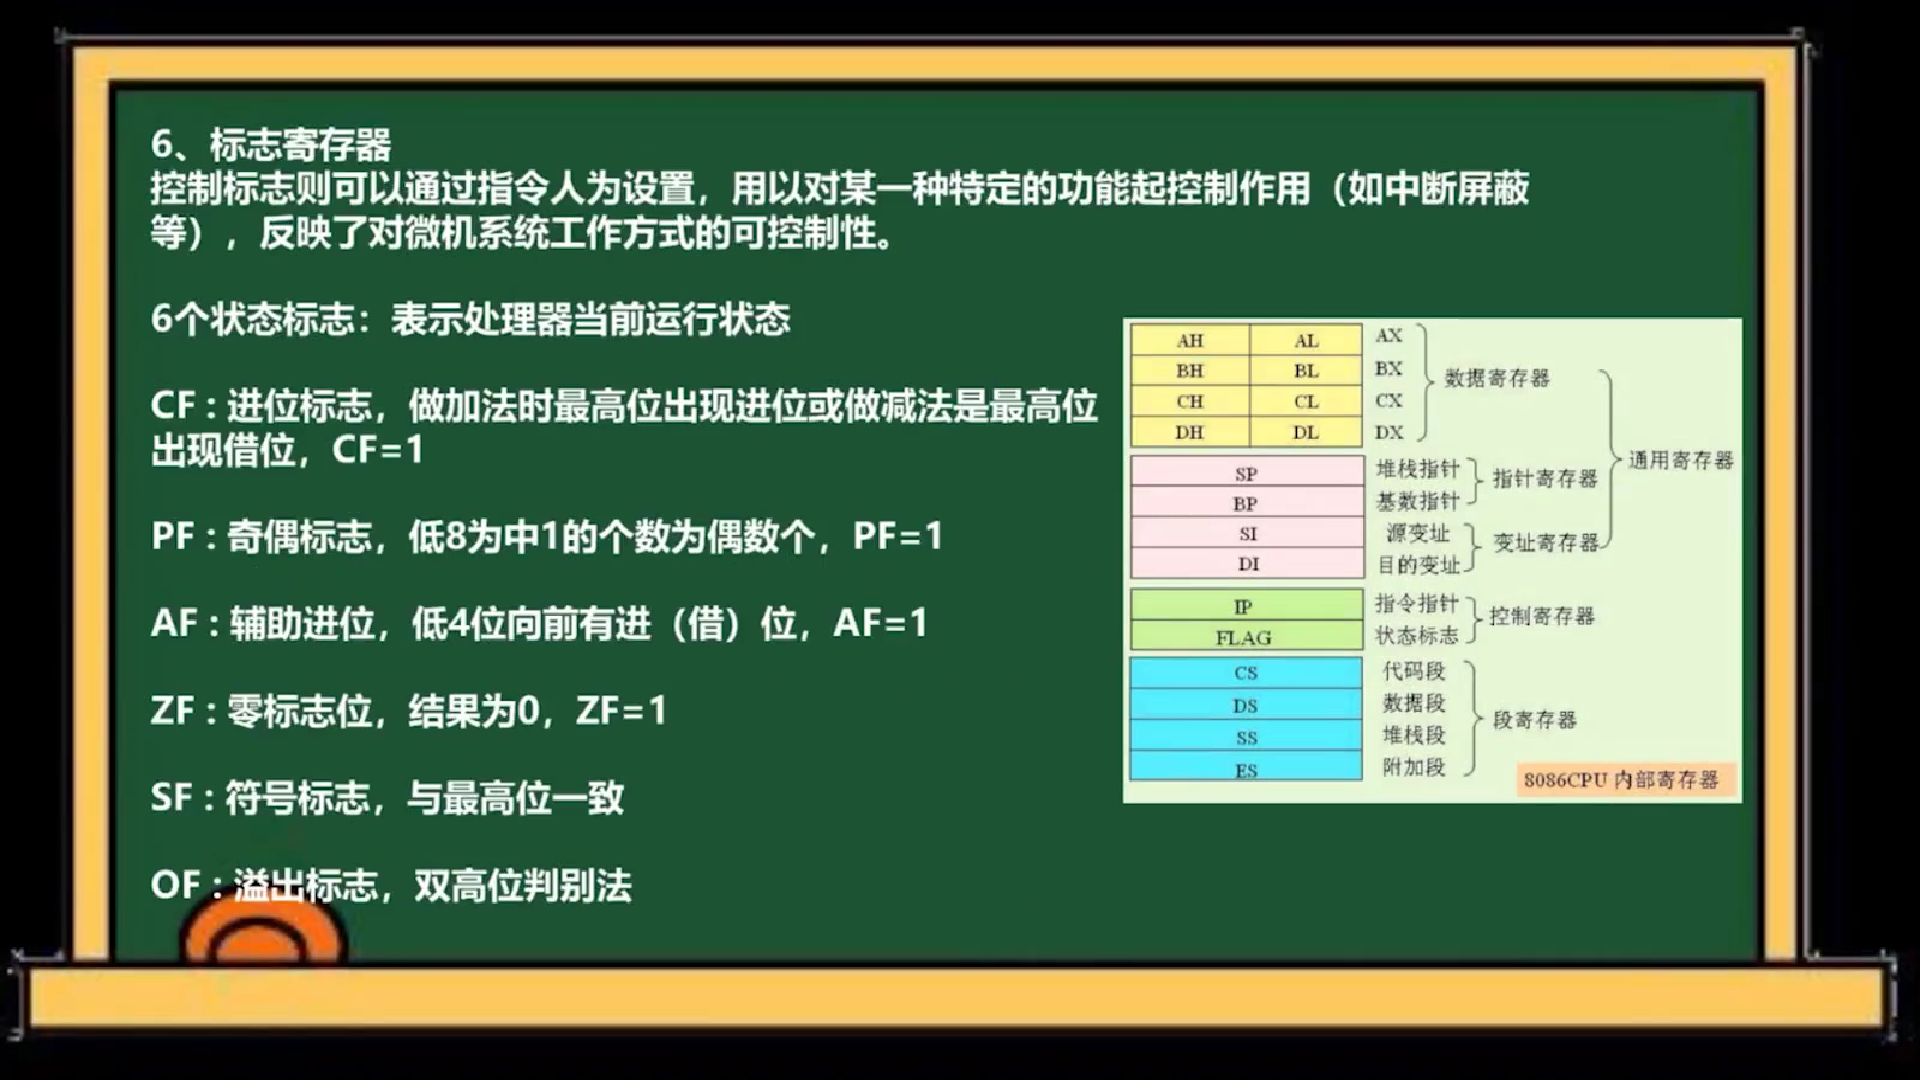 6、标志寄存器
控制标志则可以通过指令人为设置，用以对某一种特定的功能起控制作用（如中断屏蔽
等），反映了对微机系统工作方式的可控制性。
6个状态标志：表示处理器当前运行状态
CF : 进位标志，做加法时最高位出现进位或做减法是最高位
出现借位，CF=1
PF : 奇偶标志，低8为中1的个数为偶数个，PF=1
AF : 辅助进位，低4位向前有进（借）位，AF=1
ZF : 零标志位，结果为0，ZF=1
SF : 符号标志，与最高位一致
OF : 溢出标志，双高位判别法
AH AL AX
BH BL BX
数据寄存器
CH CL CX
DH DL DX
通用寄存器
SP 堆栈指针
指针寄存器
BP 基数指针
SI 源变址
变址寄存器
DI 目的变址
IP 指令指针
控制寄存器
FLAG 状态标志
CS 代码段
DS 数据段
段寄存器
SS 堆栈段
ES 附加段
8086CPU 内部寄存器